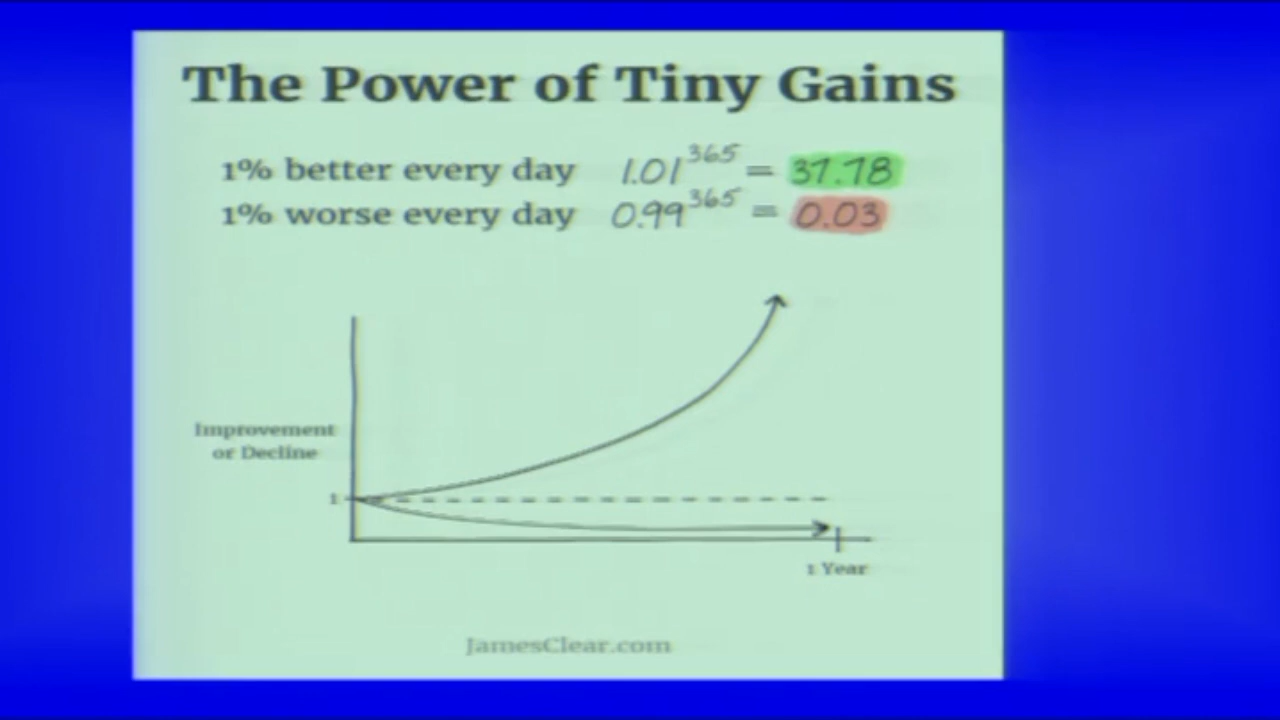 The Power of Tiny Gains
1% better every day 1.01^365 = 37.78
1% worse every day 0.99^365 = 0.03
Improvement
or Decline
1
1 Year
JamesClear.com